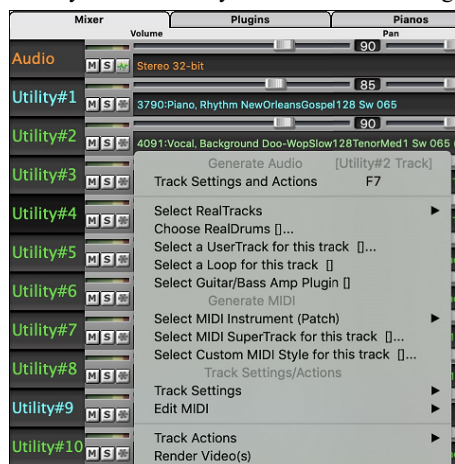 Mixer Plugins Pianos
Volume Pan
Audio 90
M S Stereo 32-bit
Utility#1 85
M S 3790:Piano, Rhythm NewOrleansGospel128 Sw 065
Utility#2 90
M S 4091:Vocal, Background Doo-WopSlow128TenorMed1 Sw 065
Generate Audio [Utility#2 Track]
Utility#3 M S Track Settings and Actions F7
Utility#4 M S Select RealTracks
Choose RealDrums []...
Utility#5 M S Select a UserTrack for this track []...
Select a Loop for this track []
Utility#6 M S Select Guitar/Bass Amp Plugin []
Generate MIDI
Utility#7 M S Select MIDI Instrument (Patch)
Select MIDI SuperTrack for this track []...
Utility#8 M S Select Custom MIDI Style for this track []...
Track Settings/Actions
Track Settings
Utility#9 M S Edit MIDI
Utility#10 M S Track Actions
Render Video(s)